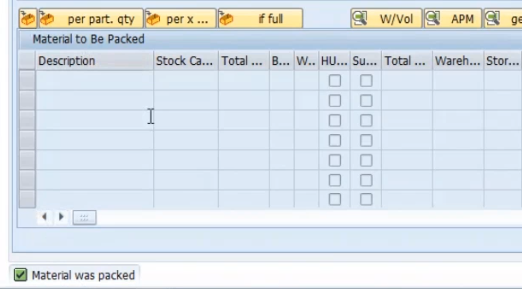 per part. qty per x ... if full W/Vol APM ge
Material to Be Packed
Description Stock Ca... Total ... B... W.. HU... Su... Total ... Wareh... Stor...
Material was packed